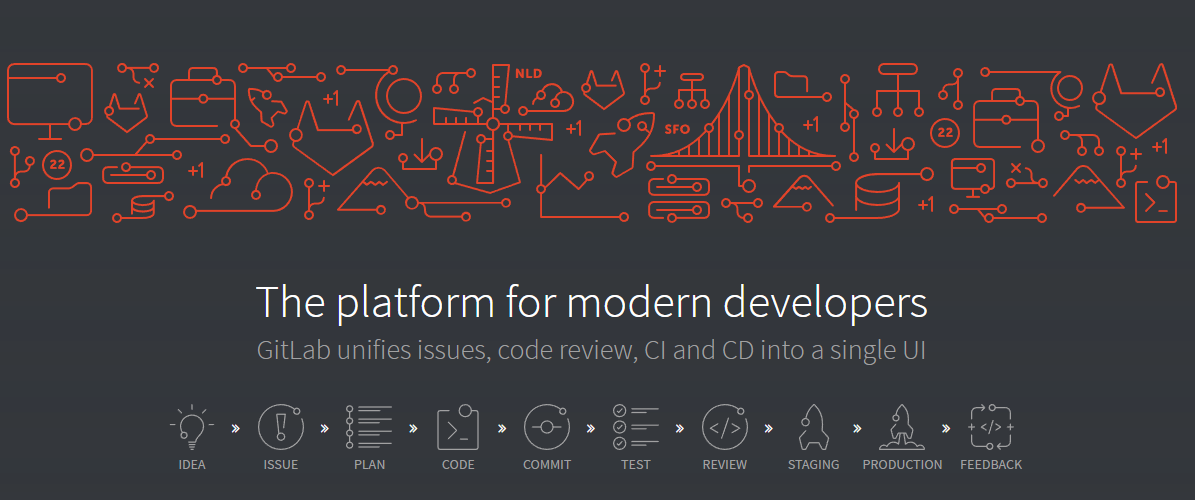 NLD
+1
+1
SFO
+1
22
22
+1
+1
+1
The platform for modern developers
GitLab unifies issues, code review, CI and CD into a single UI
IDEA » ISSUE » PLAN » CODE » COMMIT » TEST » REVIEW » STAGING » PRODUCTION » FEEDBACK